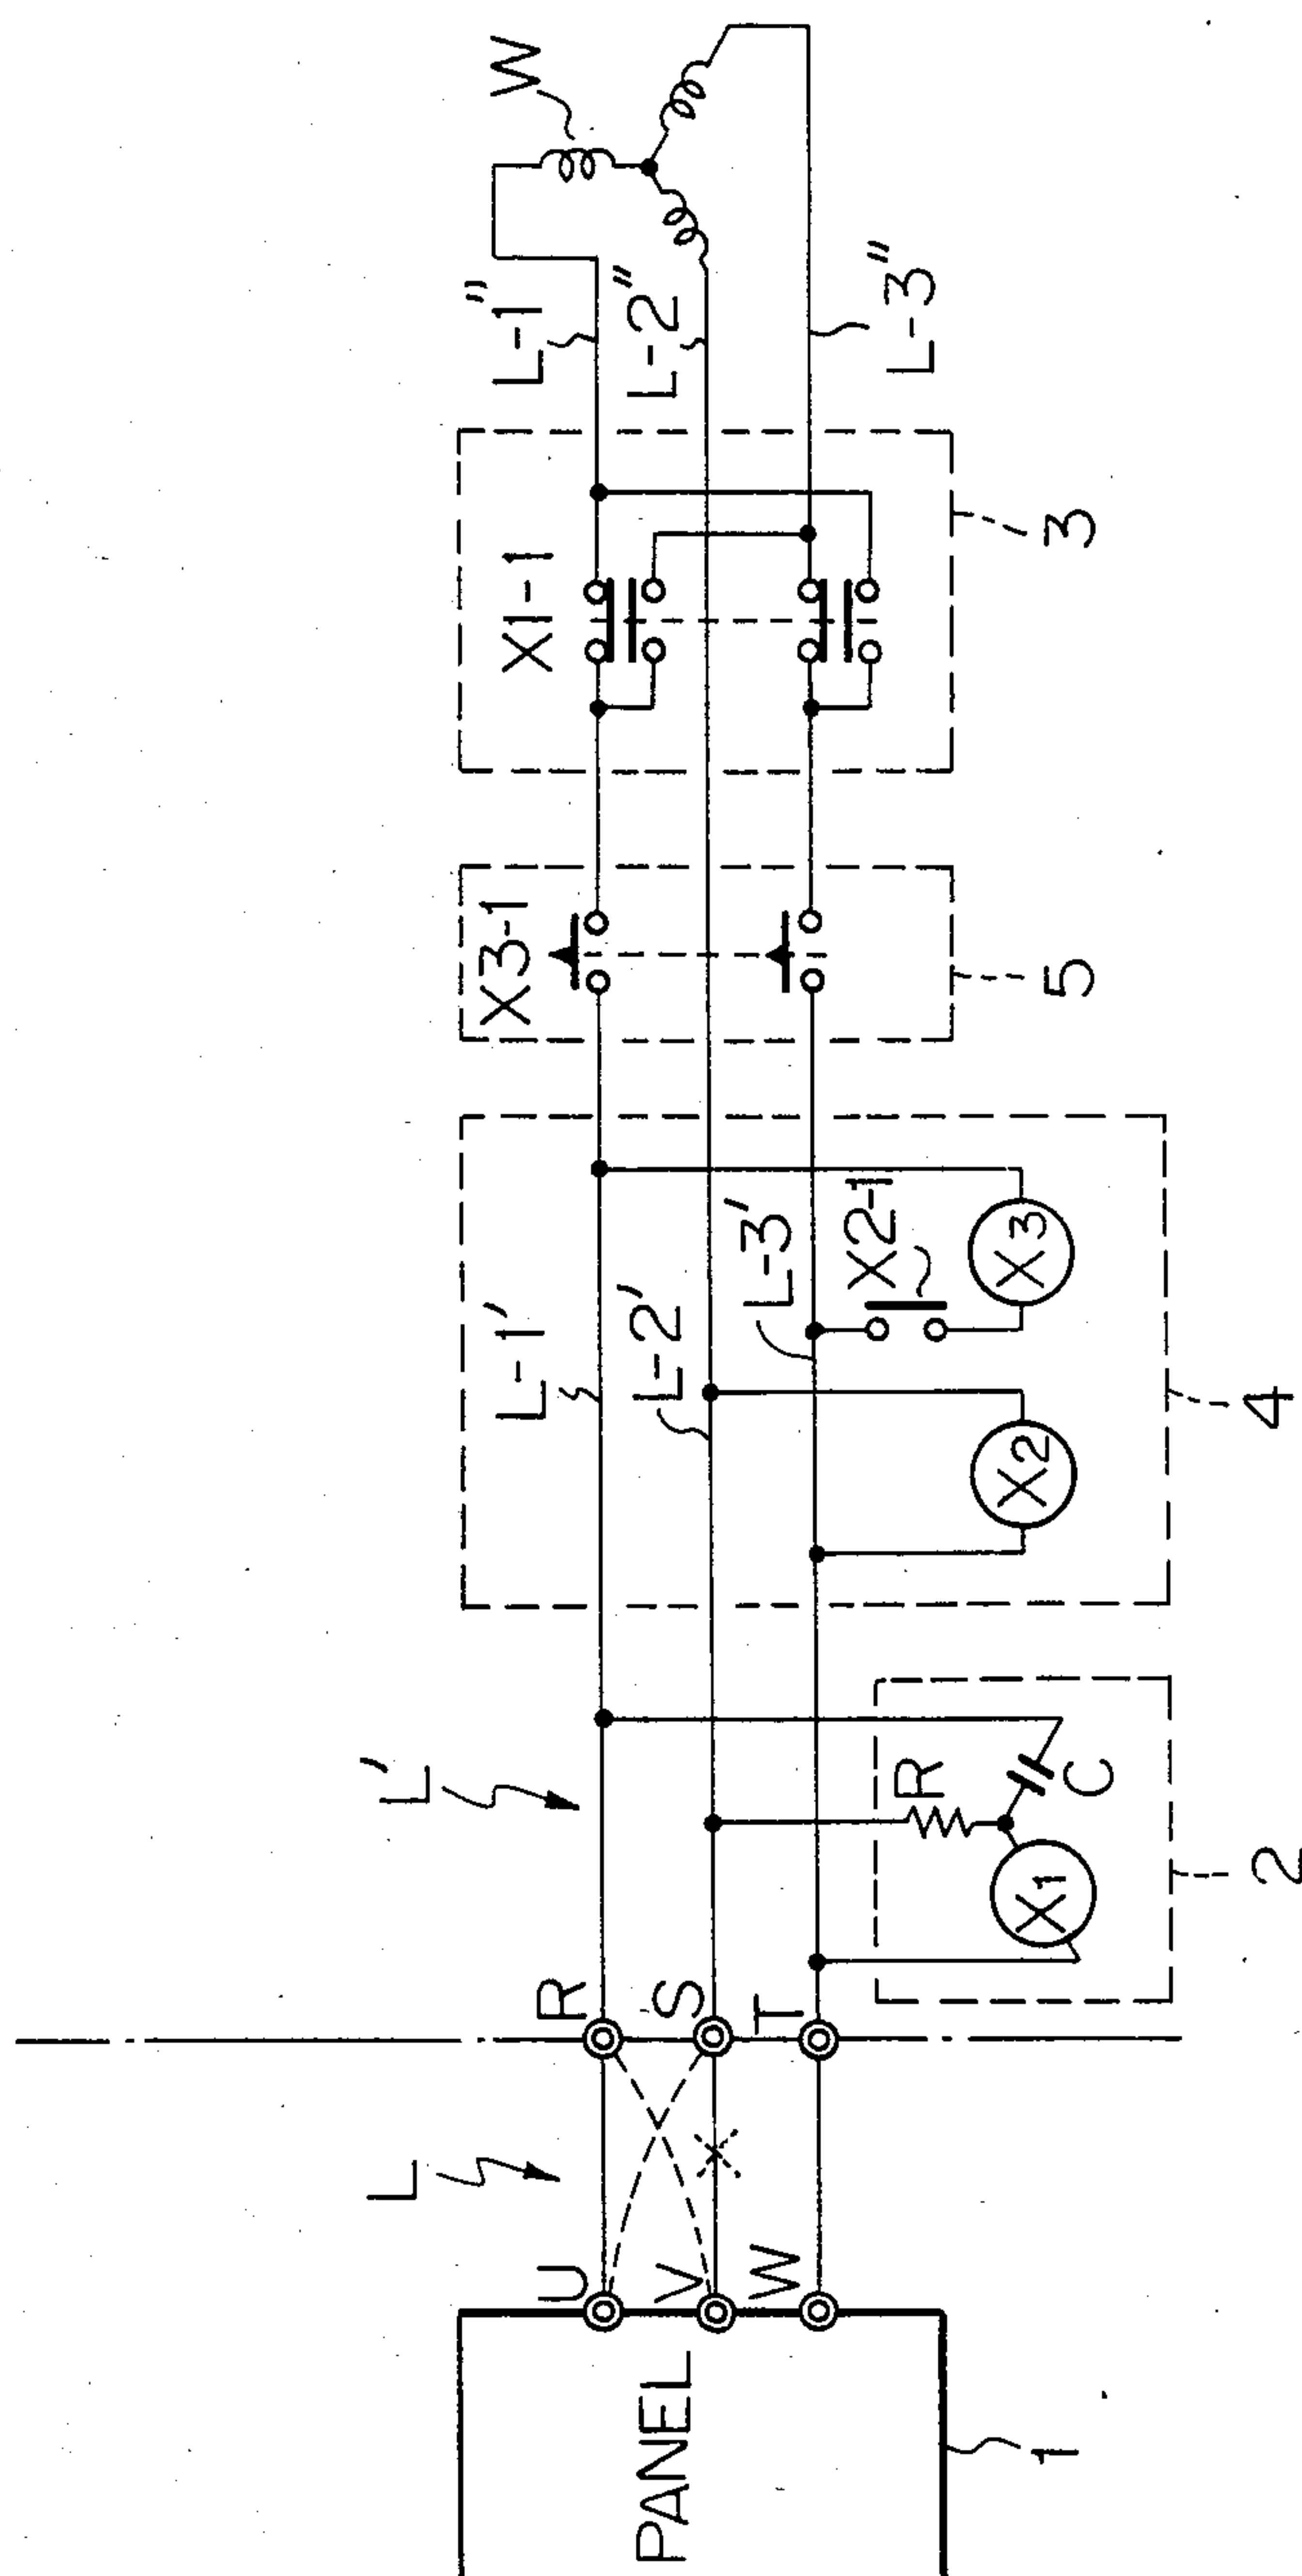 PANEL
1
U
V
W
L
R
S
T
L'
X1
R
C
2
L-1'
L-2'
L-3'
X2
X2-1
X3
4
X3-1
5
X1-1
3
L-1"
L-2"
L-3"
W